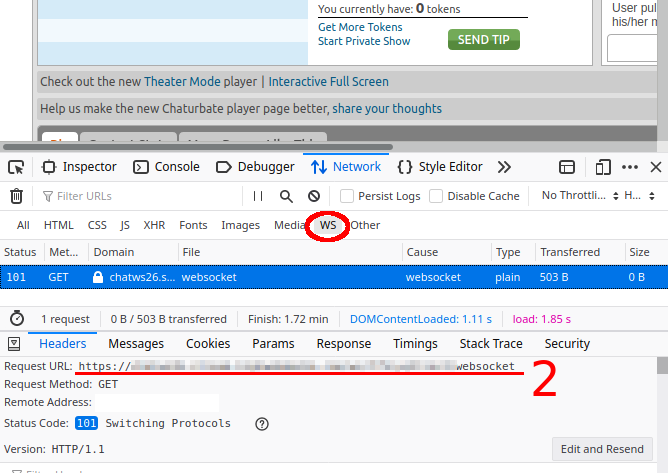 You currently have: 0 tokens
Get More Tokens
Start Private Show
SEND TIP
User pul
his/her m
Check out the new Theater Mode player | Interactive Full Screen
Help us make the new Chaturbate player page better, share your thoughts
Inspector Console Debugger Network Style Editor
Filter URLs Persist Logs Disable Cache No Throttli... H...
All HTML CSS JS XHR Fonts Images Media WS Other
Status Met... Domain File Cause Type Transferred Size
101 GET chatws26.s... websocket websocket plain 503 B 0 B
1 request 0 B / 503 B transferred Finish: 1.72 min DOMContentLoaded: 1.11 s load: 1.85 s
Headers Messages Cookies Params Response Timings Stack Trace Security
Request URL: https:// websocket
2
Request Method: GET
Remote Address:
Status Code: 101 Switching Protocols
Version: HTTP/1.1
Edit and Resend